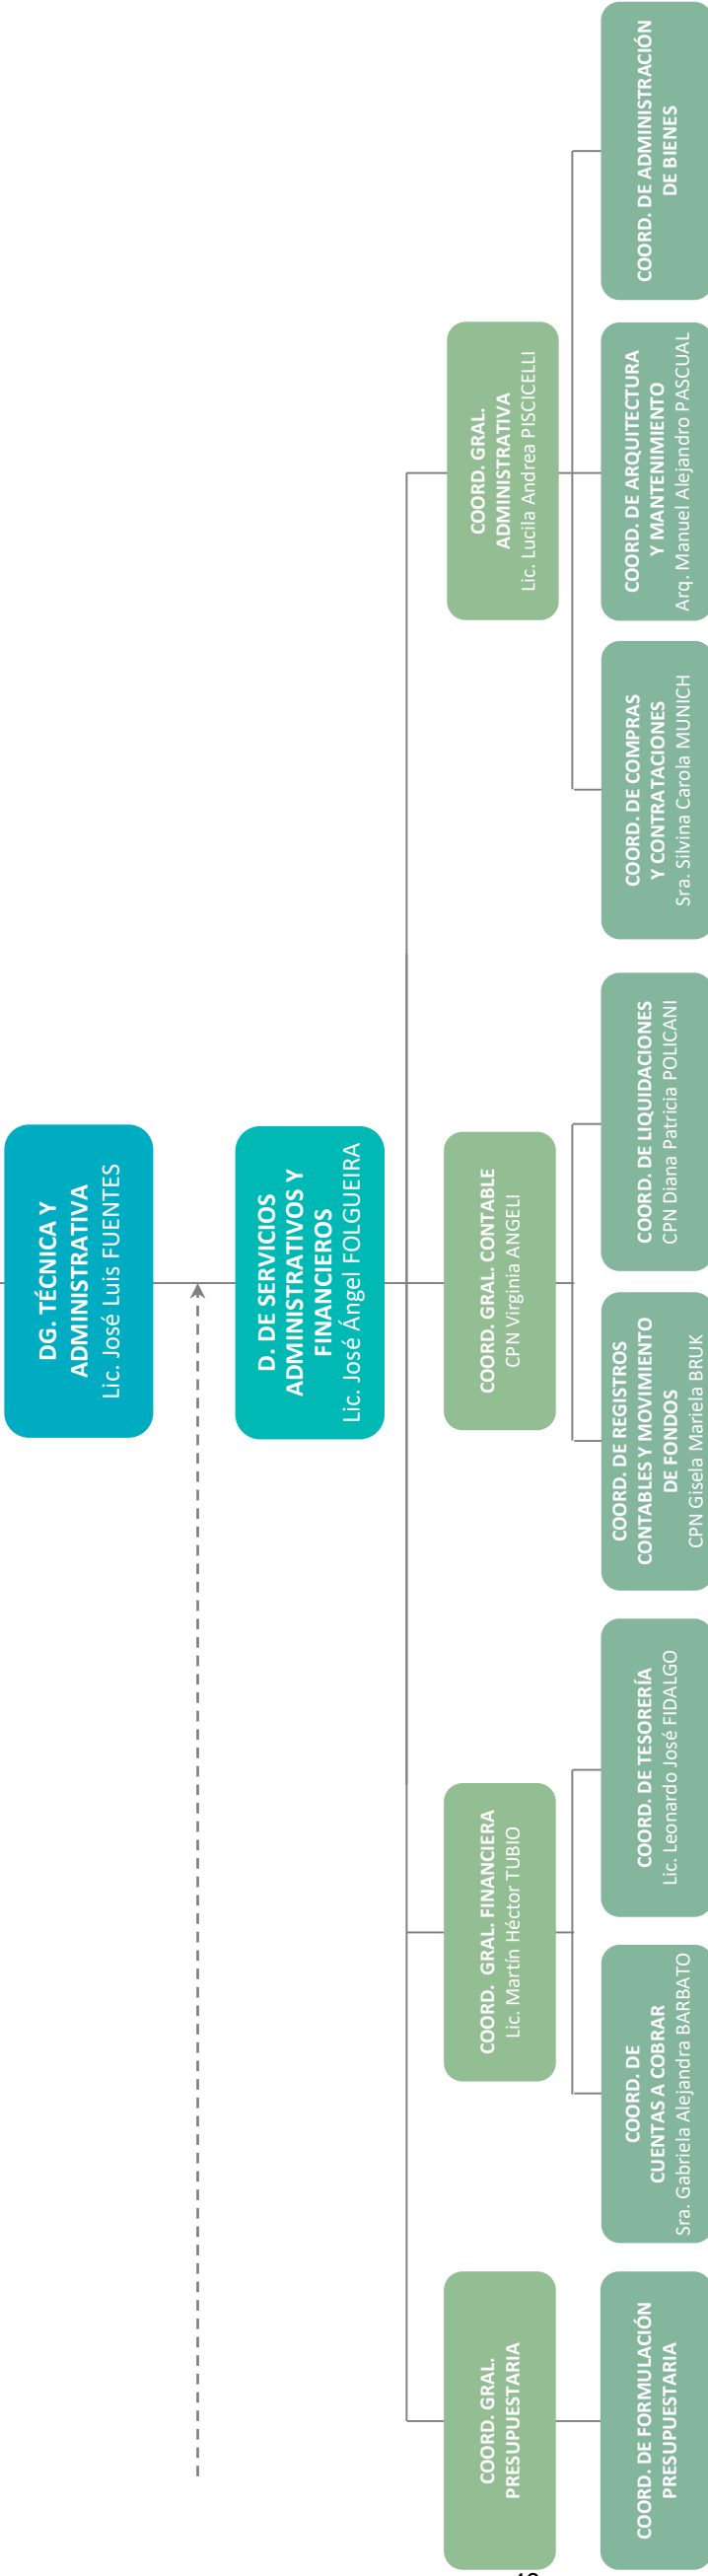 DG. TÉCNICA Y
ADMINISTRATIVA
Lic. José Luis FUENTES
D. DE SERVICIOS
ADMINISTRATIVOS Y
FINANCIEROS
Lic. José Ángel FOLGUEIRA
COORD. GRAL.
PRESUPUESTARIA
COORD. GRAL. FINANCIERA
Lic. Martín Héctor TUBIO
COORD. GRAL. CONTABLE
CPN Virginia ANGELI
COORD. GRAL.
ADMINISTRATIVA
Lic. Lucila Andrea PISCICELLI
COORD. DE FORMULACIÓN
PRESUPUESTARIA
COORD. DE
CUENTAS A COBRAR
Sra. Gabriela Alejandra BARBATO
COORD. DE TESORERÍA
Lic. Leonardo José FIDALGO
COORD. DE REGISTROS
CONTABLES Y MOVIMIENTO
DE FONDOS
CPN Gisela Mariela BRUK
COORD. DE LIQUIDACIONES
CPN Diana Patricia POLICANI
COORD. DE COMPRAS
Y CONTRATACIONES
Sra. Silvina Carola MUNICH
COORD. DE ARQUITECTURA
Y MANTENIMIENTO
Arq. Manuel Alejandro PASCUAL
COORD. DE ADMINISTRACIÓN
DE BIENES